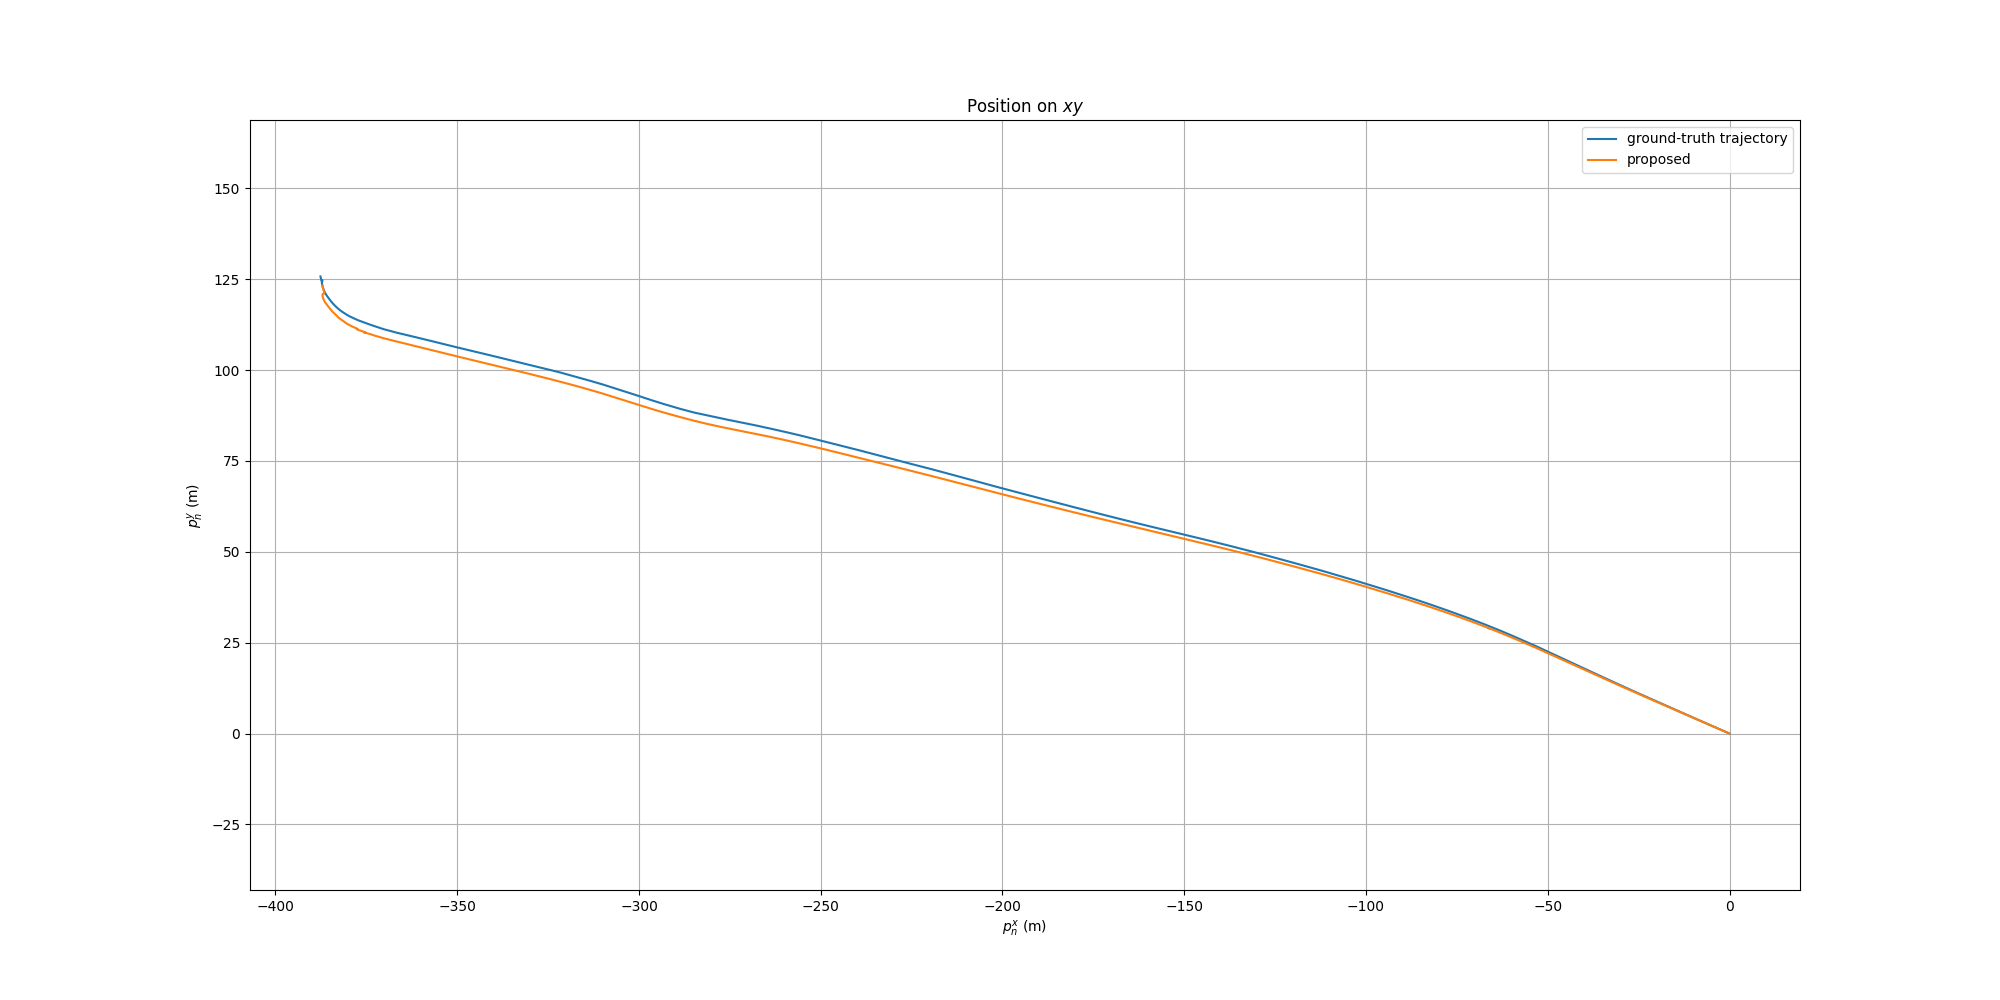 Position on xy
ground-truth trajectory
proposed
150
125
100
75
50
25
0
−25
−400 −350 −300 −250 −200 −150 −100 −50 0
p_n^y (m)
p_n^x (m)